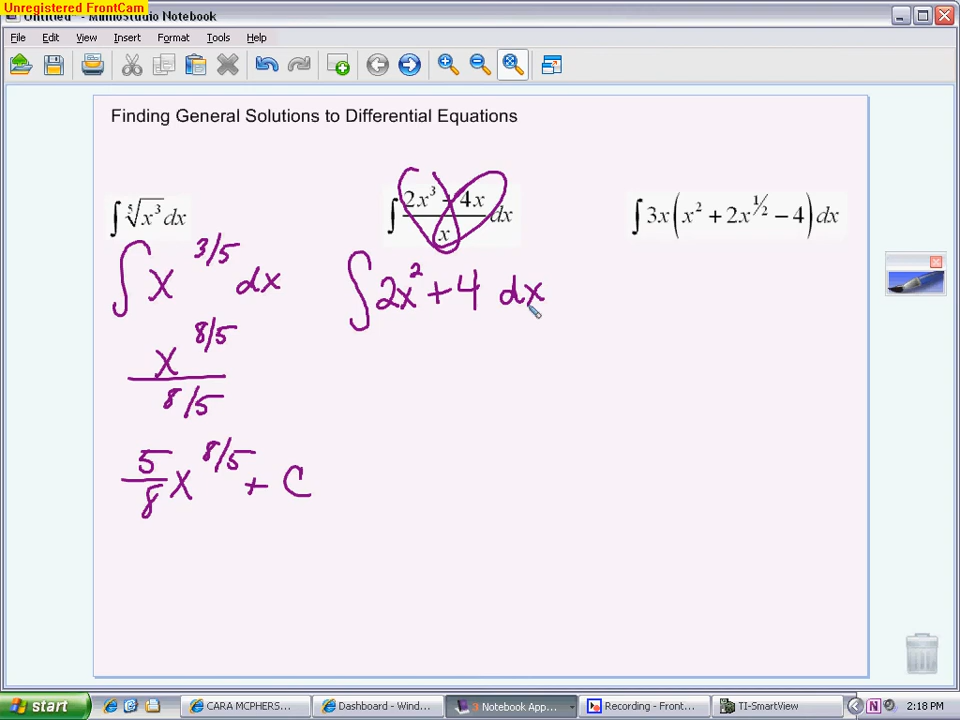 Unregistered FrontCam
Untitled* - MimioStudio Notebook
File Edit View Insert Format Tools Help
Finding General Solutions to Differential Equations
∫ ⁵√x³ dx
∫ x^3/5 dx
x^8/5
8/5
5/8 x^8/5 + C
∫ (2x³ + 4x)/x dx
∫ 2x² + 4 dx
∫ 3x(x² + 2x^1/2 − 4) dx
start CARA MCPHERS... Dashboard - Wind... Notebook App... Recording - Front... TI-SmartView N 2:18 PM